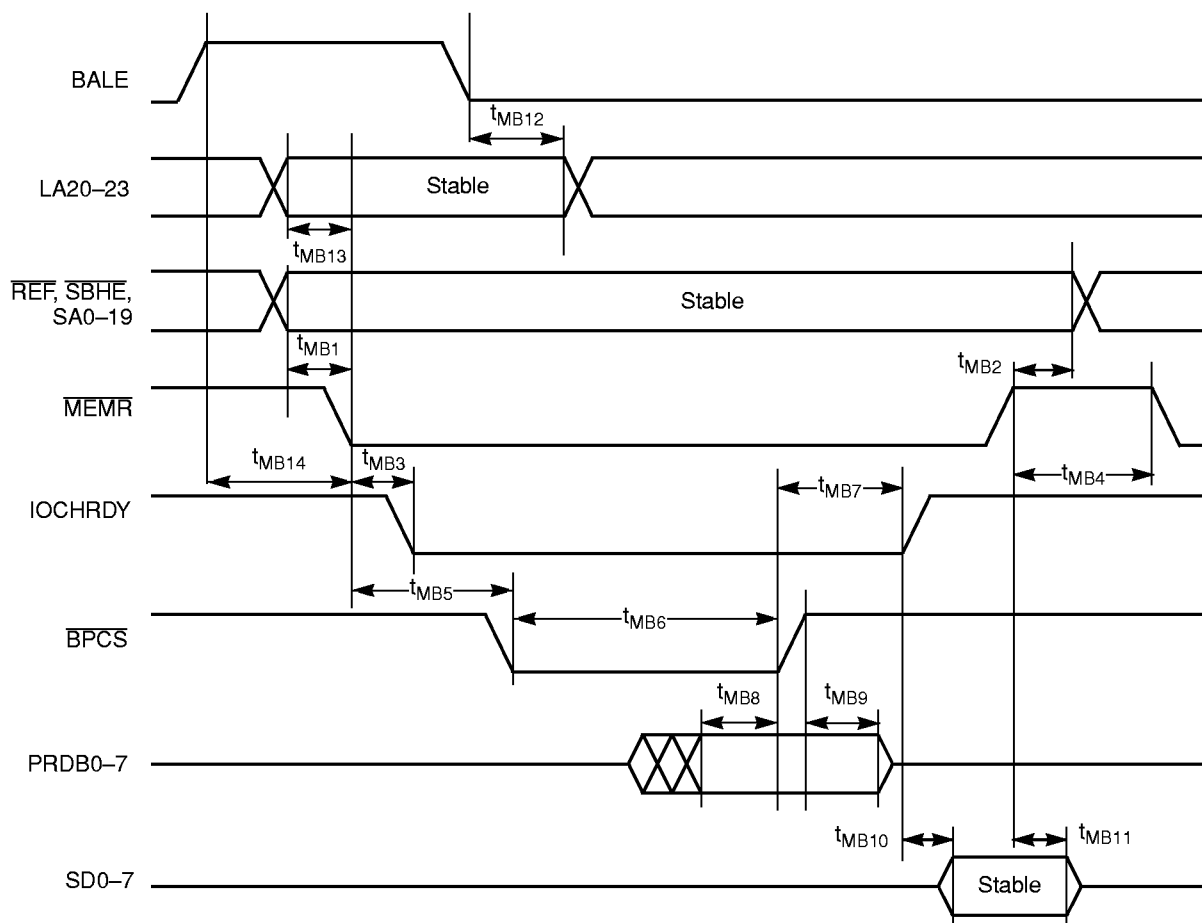 BALE
tMB12
LA20–23
Stable
tMB13
REF, SBHE,
SA0–19
Stable
tMB1
tMB2
MEMR
tMB14
tMB3
tMB4
tMB7
IOCHRDY
tMB5
tMB6
BPCS
tMB8
tMB9
PRDB0–7
tMB10
tMB11
SD0–7
Stable